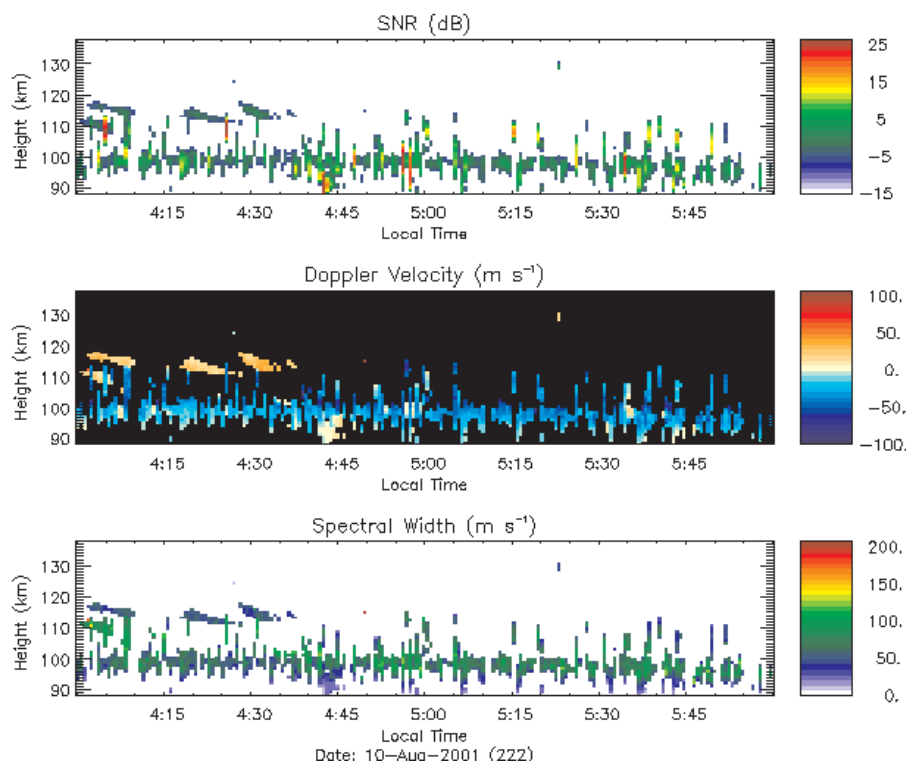 SNR (dB)
Height (km)
130
120
110
100
90
4:15 4:30 4:45 5:00 5:15 5:30 5:45
Local Time
25
15
5
−5
−15
Doppler Velocity (m s⁻¹)
Height (km)
130
120
110
100
90
4:15 4:30 4:45 5:00 5:15 5:30 5:45
Local Time
100.
50.
0.
−50.
−100.
Spectral Width (m s⁻¹)
Height (km)
130
120
110
100
90
4:15 4:30 4:45 5:00 5:15 5:30 5:45
Local Time
200.
150.
100.
50.
0.
Date: 10−Aug−2001 (222)